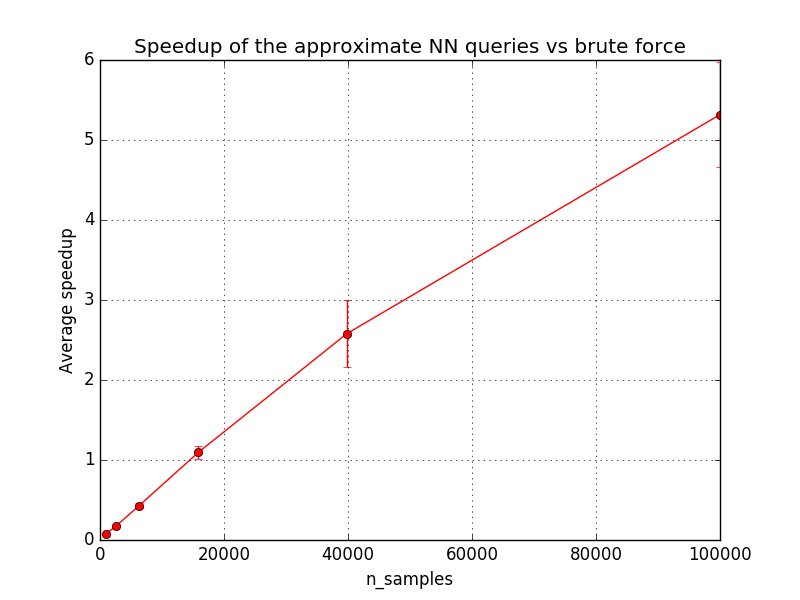 Speedup of the approximate NN queries vs brute force
6
5
4
3
2
1
0
Average speedup
0 20000 40000 60000 80000 100000
n_samples